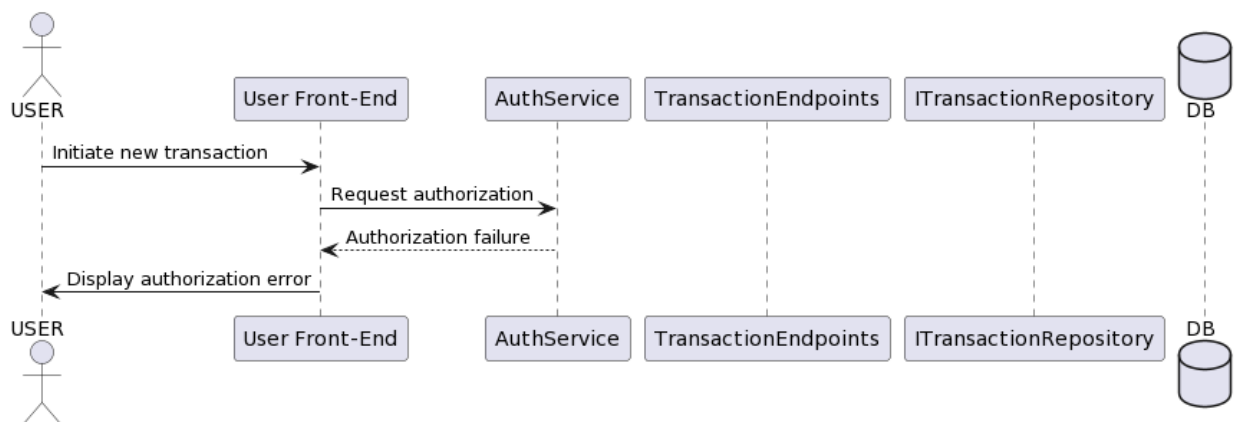 USER
User Front-End
AuthService
TransactionEndpoints
ITransactionRepository
DB
Initiate new transaction
Request authorization
Authorization failure
Display authorization error
USER
User Front-End
AuthService
TransactionEndpoints
ITransactionRepository
DB